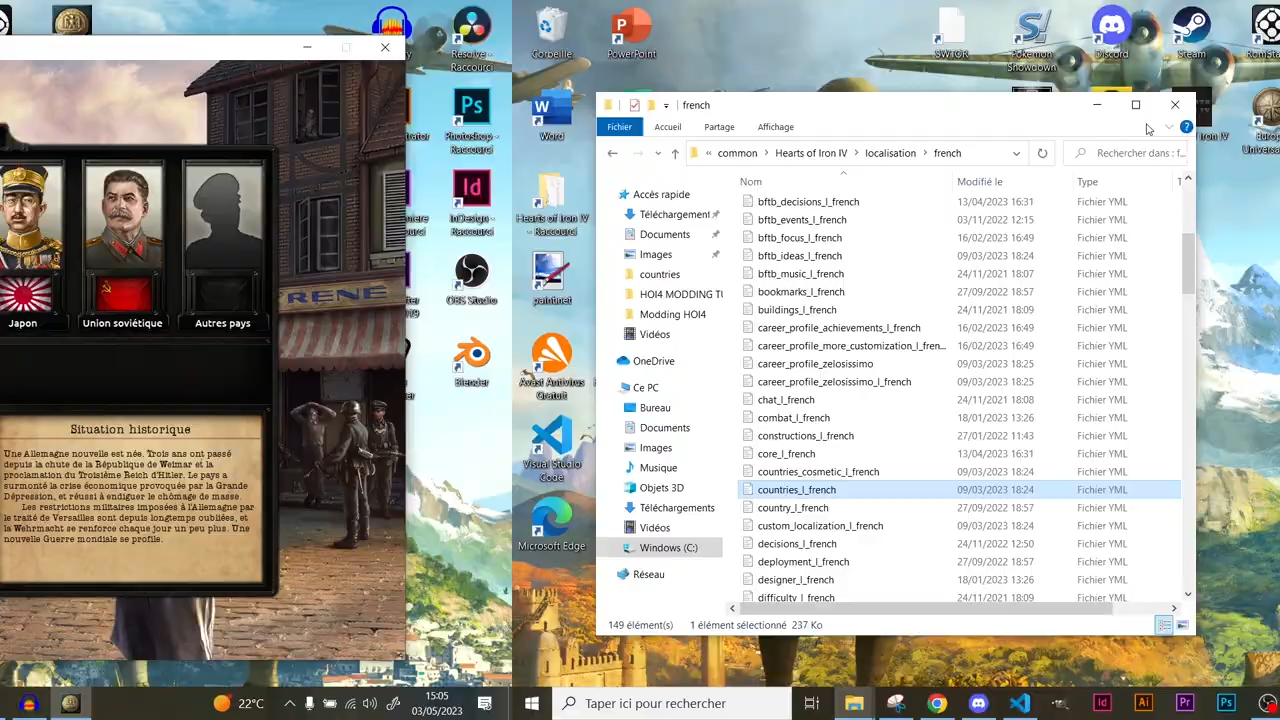 Resolve -
Raccourci
Photoshop -
Raccourci
InDesign -
Raccourci
OBS Studio
Blender
RENE
Japon
Union soviétique
Autres pays
Situation historique
Une Allemagne nouvelle est née. Trois ans ont passé
depuis la chute de la République de Weimar et la
proclamation du Troisième Reich d'Hitler. Le pays a
surmonté la crise économique provoquée par la Grande
Dépression, et réussi à endiguer le chômage de masse.
Les restrictions militaires imposées à l'Allemagne par
le traité de Versailles sont depuis longtemps oubliées, et
la Wehrmacht se renforce chaque jour un peu plus. Une
nouvelle Guerre mondiale se profile.
22°C
15:05
03/05/2023
Corbeille
PowerPoint
SWTOR
Pokemon
Showdown
Discord
Steam
Word
Hearts of Iron IV
- Raccourci
paintnet
Avast Antivirus
Gratuit
Visual Studio
Code
Microsoft Edge
french
Fichier
Accueil
Partage
Affichage
« common > Hearts of Iron IV > localisation > french
Rechercher dans : f...
Accès rapide
Téléchargement
Documents
Images
countries
HOI4 MODDING TU
Modding HOI4
Vidéos
OneDrive
Ce PC
Bureau
Documents
Images
Musique
Objets 3D
Téléchargements
Vidéos
Windows (C:)
Réseau
Nom Modifié le Type T
bftb_decisions_l_french 13/04/2023 16:31 Fichier YML
bftb_events_l_french 03/11/2022 12:15 Fichier YML
bftb_focus_l_french 16/02/2023 16:49 Fichier YML
bftb_ideas_l_french 09/03/2023 18:24 Fichier YML
bftb_music_l_french 24/11/2021 18:07 Fichier YML
bookmarks_l_french 27/09/2022 18:57 Fichier YML
buildings_l_french 24/11/2021 18:09 Fichier YML
career_profile_achievements_l_french 16/02/2023 16:49 Fichier YML
career_profile_more_customization_l_fren... 16/02/2023 16:49 Fichier YML
career_profile_zelosissimo 09/03/2023 18:25 Fichier YML
career_profile_zelosissimo_l_french 09/03/2023 18:25 Fichier YML
chat_l_french 24/11/2021 18:08 Fichier YML
combat_l_french 18/01/2023 13:26 Fichier YML
constructions_l_french 27/01/2022 11:43 Fichier YML
core_l_french 13/04/2023 16:31 Fichier YML
countries_cosmetic_l_french 09/03/2023 18:24 Fichier YML
countries_l_french 09/03/2023 18:24 Fichier YML
country_l_french 27/09/2022 18:57 Fichier YML
custom_localization_l_french 09/03/2023 18:24 Fichier YML
decisions_l_french 24/11/2022 12:50 Fichier YML
deployment_l_french 27/09/2022 18:57 Fichier YML
designer_l_french 18/01/2023 13:26 Fichier YML
difficulty_l_french 24/11/2021 18:09 Fichier YML
149 élément(s) 1 élément sélectionné 237 Ko
Taper ici pour rechercher